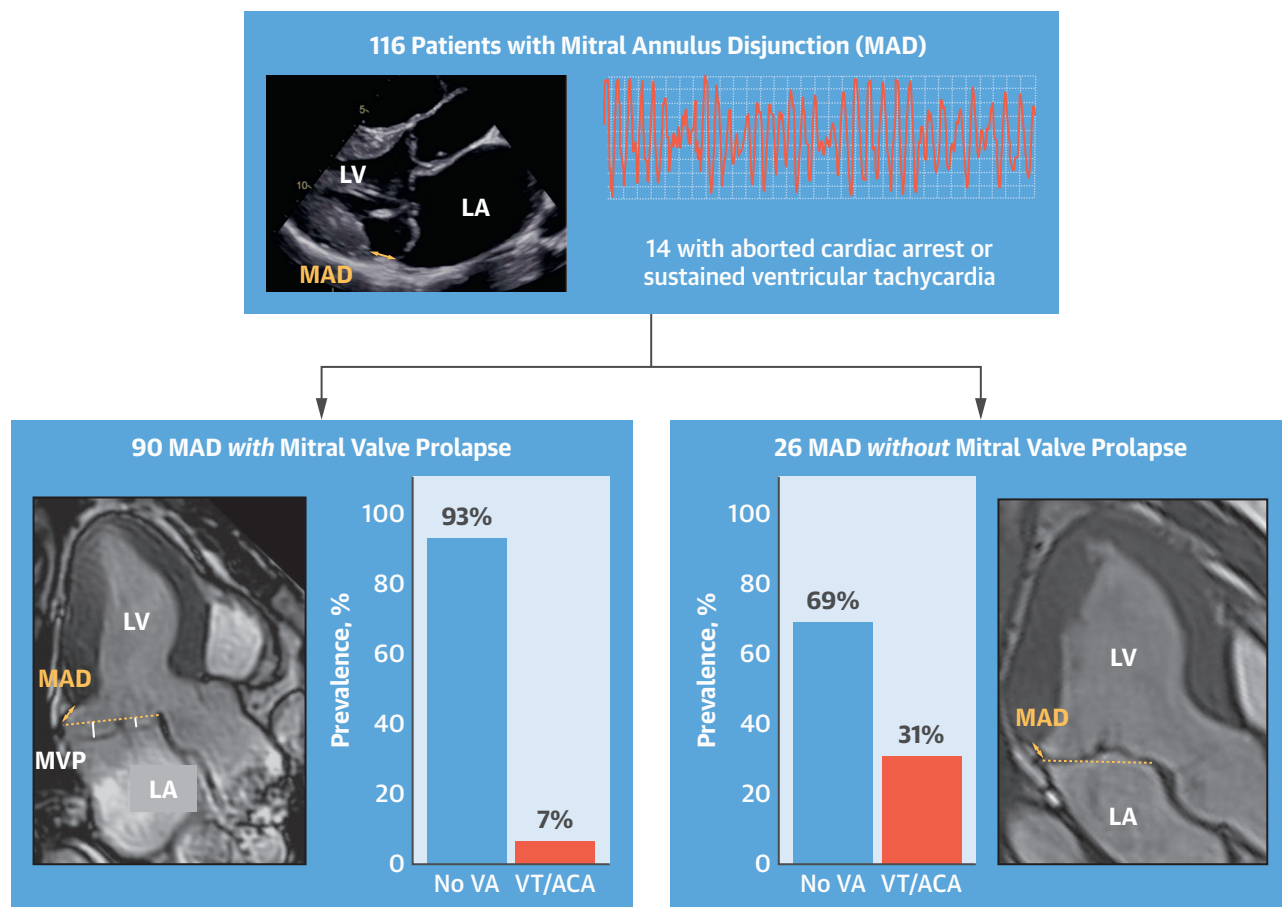 116 Patients with Mitral Annulus Disjunction (MAD)
5
10
LV
LA
MAD
14 with aborted cardiac arrest or
sustained ventricular tachycardia
90 MAD with Mitral Valve Prolapse
LV
MAD
MVP
LA
Prevalence, %
100
80
60
40
20
0
93%
7%
No VA
VT/ACA
26 MAD without Mitral Valve Prolapse
Prevalence, %
100
80
60
40
20
0
69%
31%
No VA
VT/ACA
LV
MAD
LA